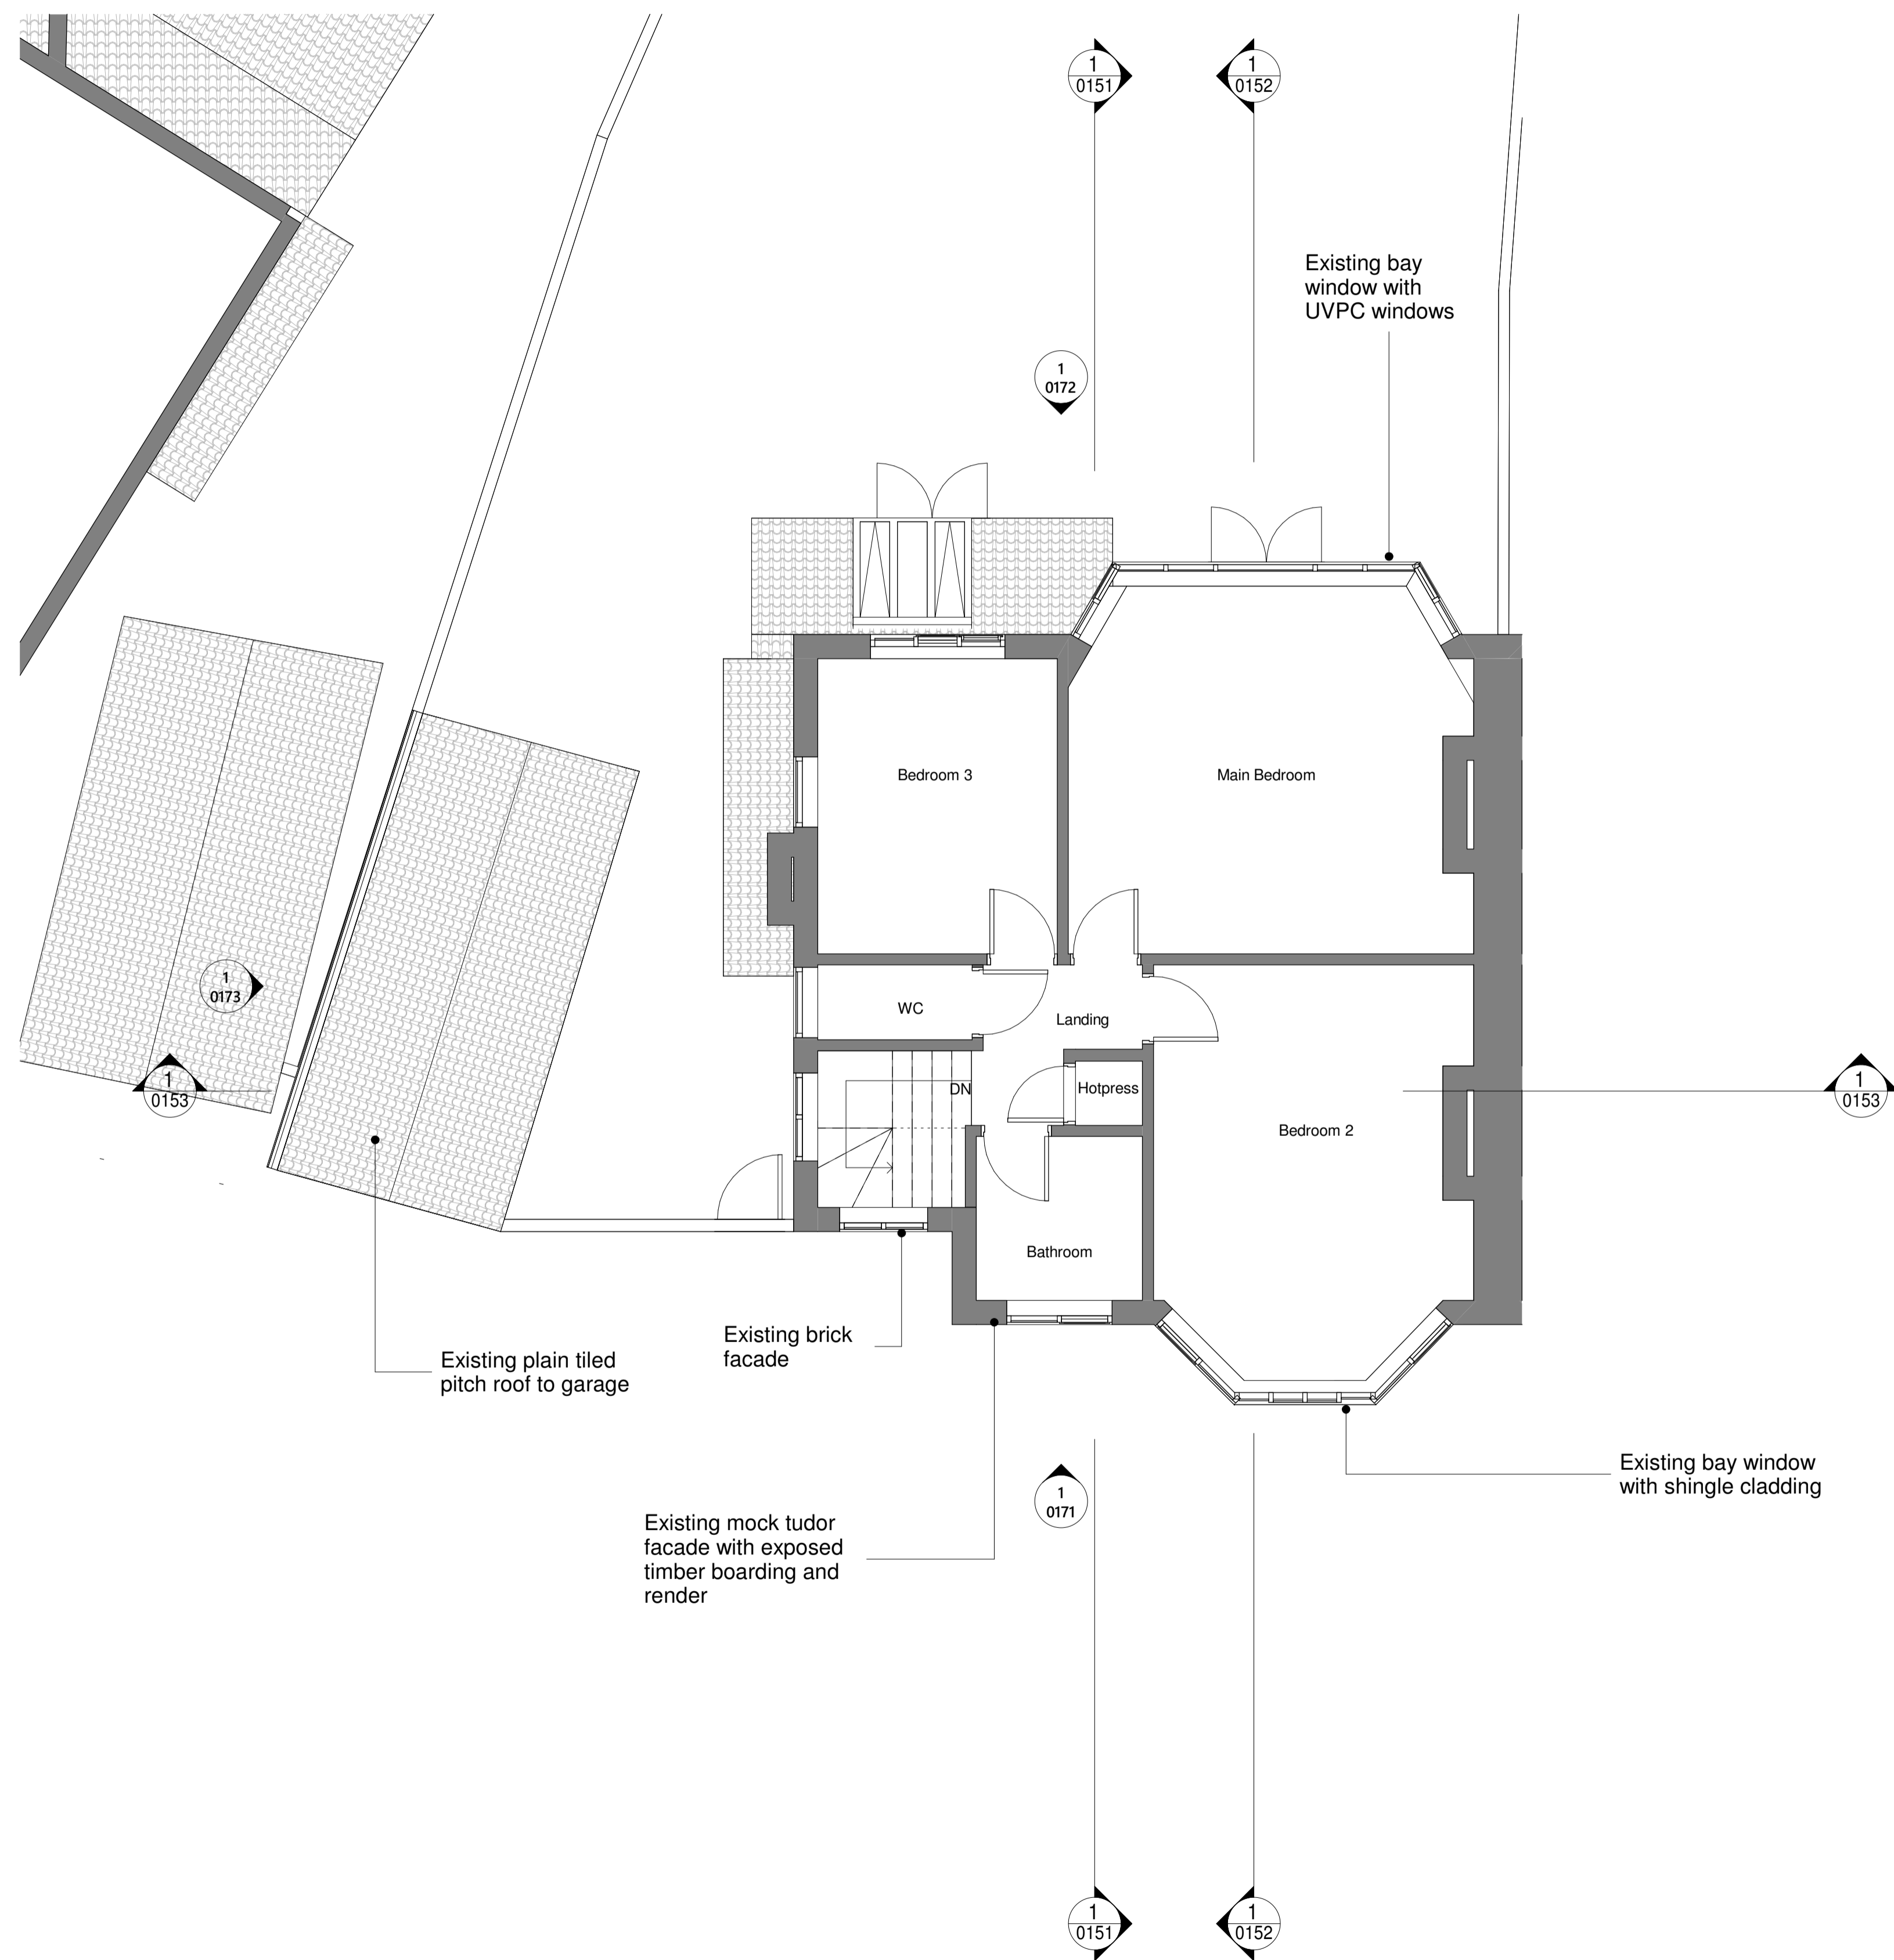 1
0151
1
0152
Existing bay
window with
UVPC windows
1
0172
Bedroom 3
Main Bedroom
1
0173
WC
Landing
1
0153
DN
Hotpress
1
0153
Bedroom 2
Bathroom
Existing brick
facade
Existing plain tiled
pitch roof to garage
Existing bay window
with shingle cladding
1
0171
Existing mock tudor
facade with exposed
timber boarding and
render
1
0151
1
0152